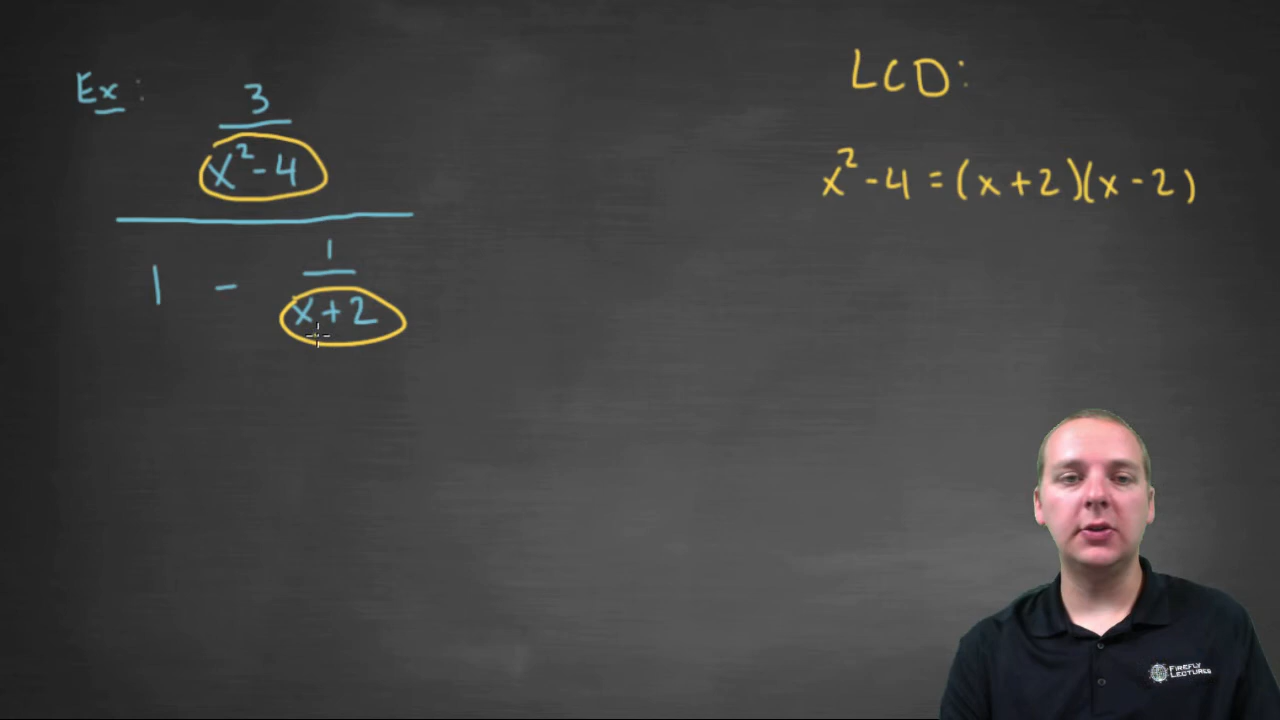 Ex:
3
x² - 4
1 - 1
x + 2
LCD:
x² - 4 = (x + 2)(x - 2)
FIREFLY
LECTURES